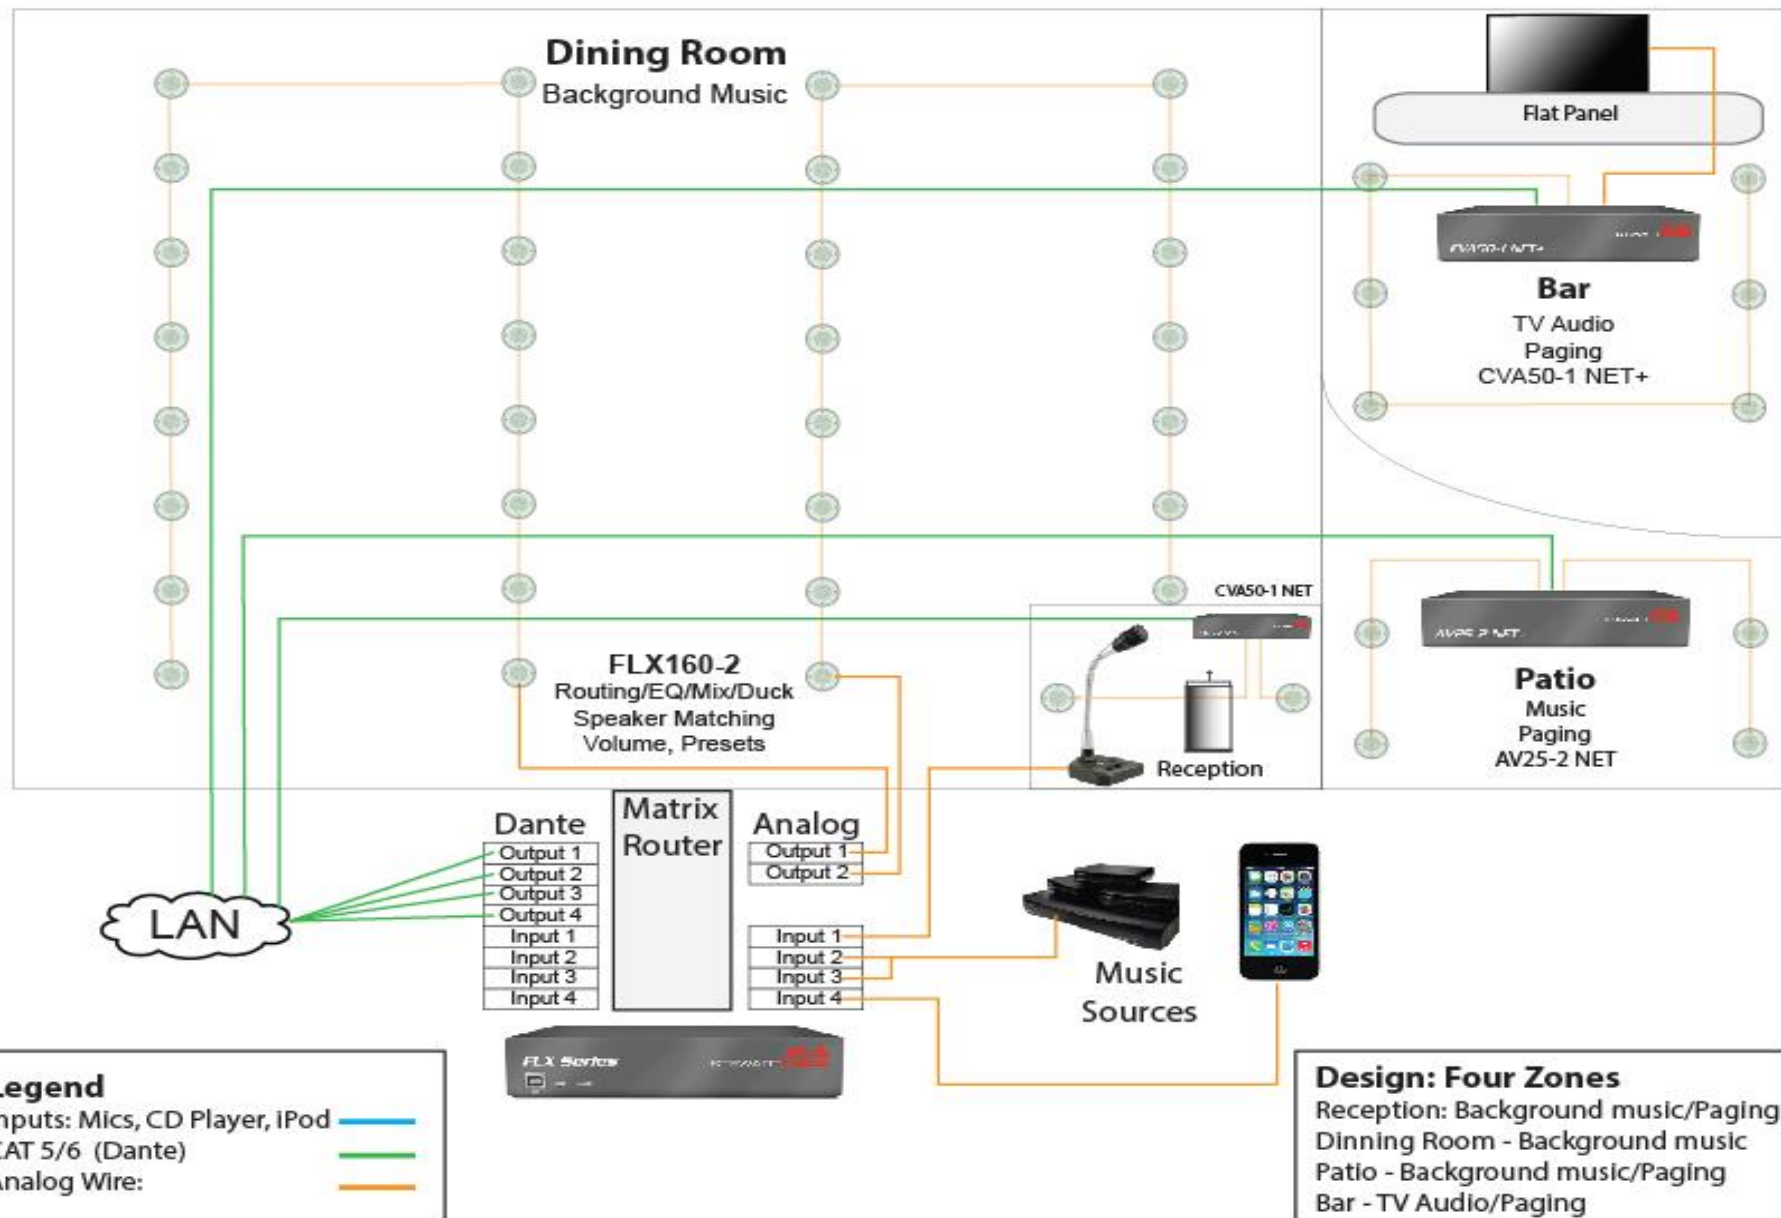 Dining Room
Background Music
Flat Panel
Bar
TV Audio
Paging
CVA50-1 NET+
CVA50-1 NET
FLX160-2
Routing/EQ/Mix/Duck
Speaker Matching
Volume, Presets
Reception
AV25-2 NET
Patio
Music
Paging
AV25-2 NET
Dante
Output 1
Output 2
Output 3
Output 4
Input 1
Input 2
Input 3
Input 4
Matrix
Router
Analog
Output 1
Output 2
Input 1
Input 2
Input 3
Input 4
LAN
Music
Sources
FLX Series
Legend
nputs: Mics, CD Player, iPod
CAT 5/6 (Dante)
Analog Wire:
Design: Four Zones
Reception: Background music/Paging
Dinning Room - Background music
Patio - Background music/Paging
Bar - TV Audio/Paging